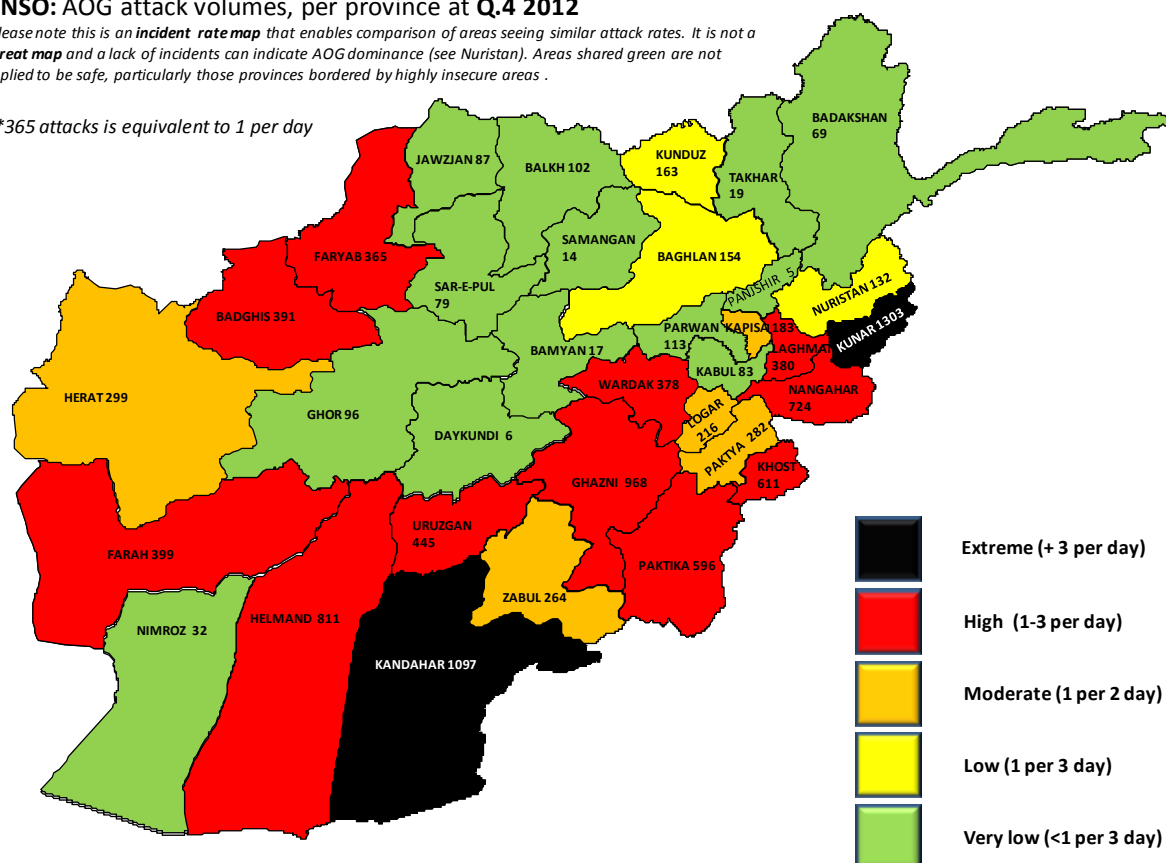 NSO: AOG attack volumes, per province at Q.4 2012
lease note this is an incident rate map that enables comparison of areas seeing similar attack rates. It is not a
reat map and a lack of incidents can indicate AOG dominance (see Nuristan). Areas shared green are not
plied to be safe, particularly those provinces bordered by highly insecure areas .
*365 attacks is equivalent to 1 per day
BADAKSHAN
69
JAWZJAN 87
BALKH 102
KUNDUZ
163
TAKHAR
19
SAMANGAN
14
FARYAB 365
BAGHLAN 154
SAR-E-PUL
79
PANJSHIR 5
NURISTAN 132
BADGHIS 391
KUNAR 1303
PARWAN
113
KAPISA 183
LAGHMAN
380
BAMYAN 17
KABUL 83
WARDAK 378
NANGAHAR
724
HERAT 299
GHOR 96
LOGAR
216
DAYKUNDI 6
PAKTYA 282
KHOST
611
GHAZNI 968
URUZGAN
445
FARAH 399
PAKTIKA 596
ZABUL 264
HELMAND 811
NIMROZ 32
KANDAHAR 1097
Extreme (+ 3 per day)
High (1-3 per day)
Moderate (1 per 2 day)
Low (1 per 3 day)
Very low (<1 per 3 day)